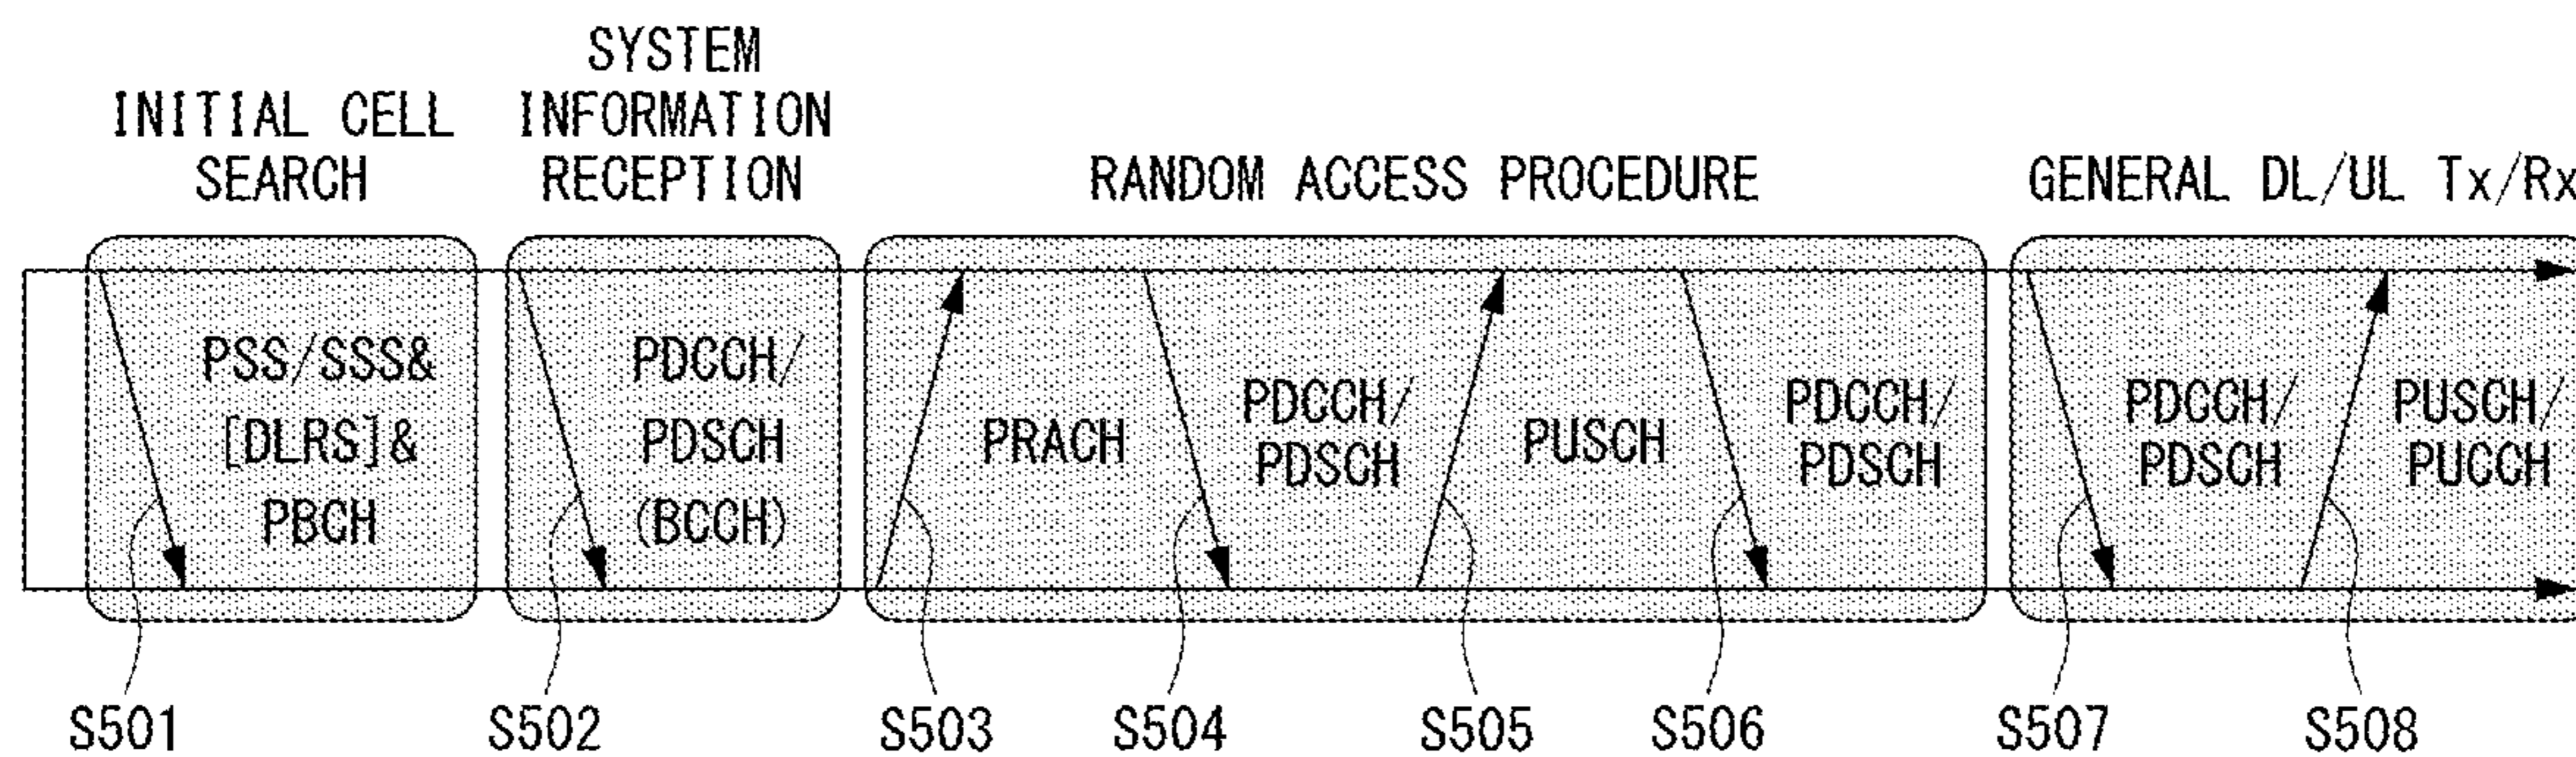 INITIAL CELL
SEARCH
SYSTEM
INFORMATION
RECEPTION
RANDOM ACCESS PROCEDURE
GENERAL DL/UL Tx/Rx
PSS/SSS&
[DLRS]&
PBCH
PDCCH/
PDSCH
(BCCH)
PRACH
PDCCH/
PDSCH
PUSCH
PDCCH/
PDSCH
PDCCH/
PDSCH
PUSCH/
PUCCH
S501
S502
S503
S504
S505
S506
S507
S508